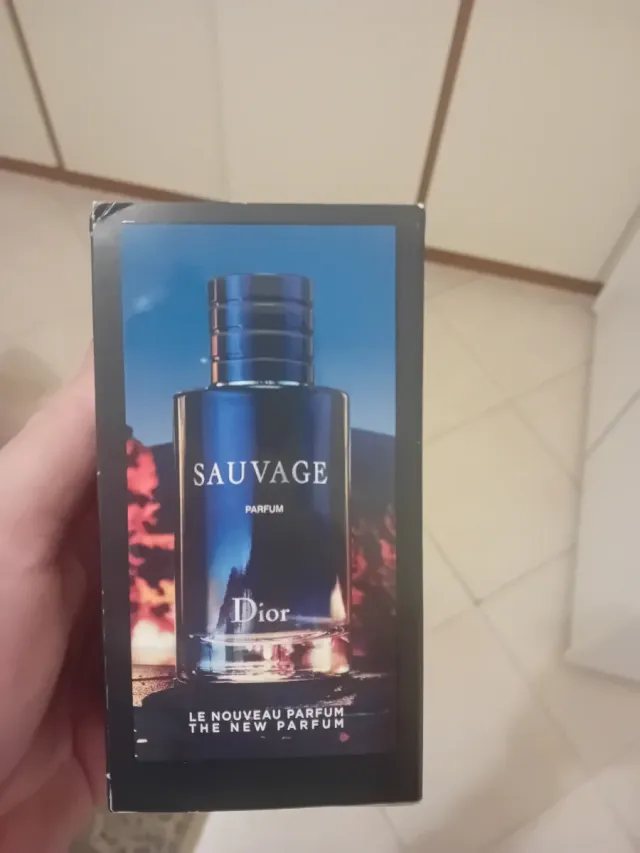 SAUVAGE
PARFUM
Dior
LE NOUVEAU PARFUM
THE NEW PARFUM